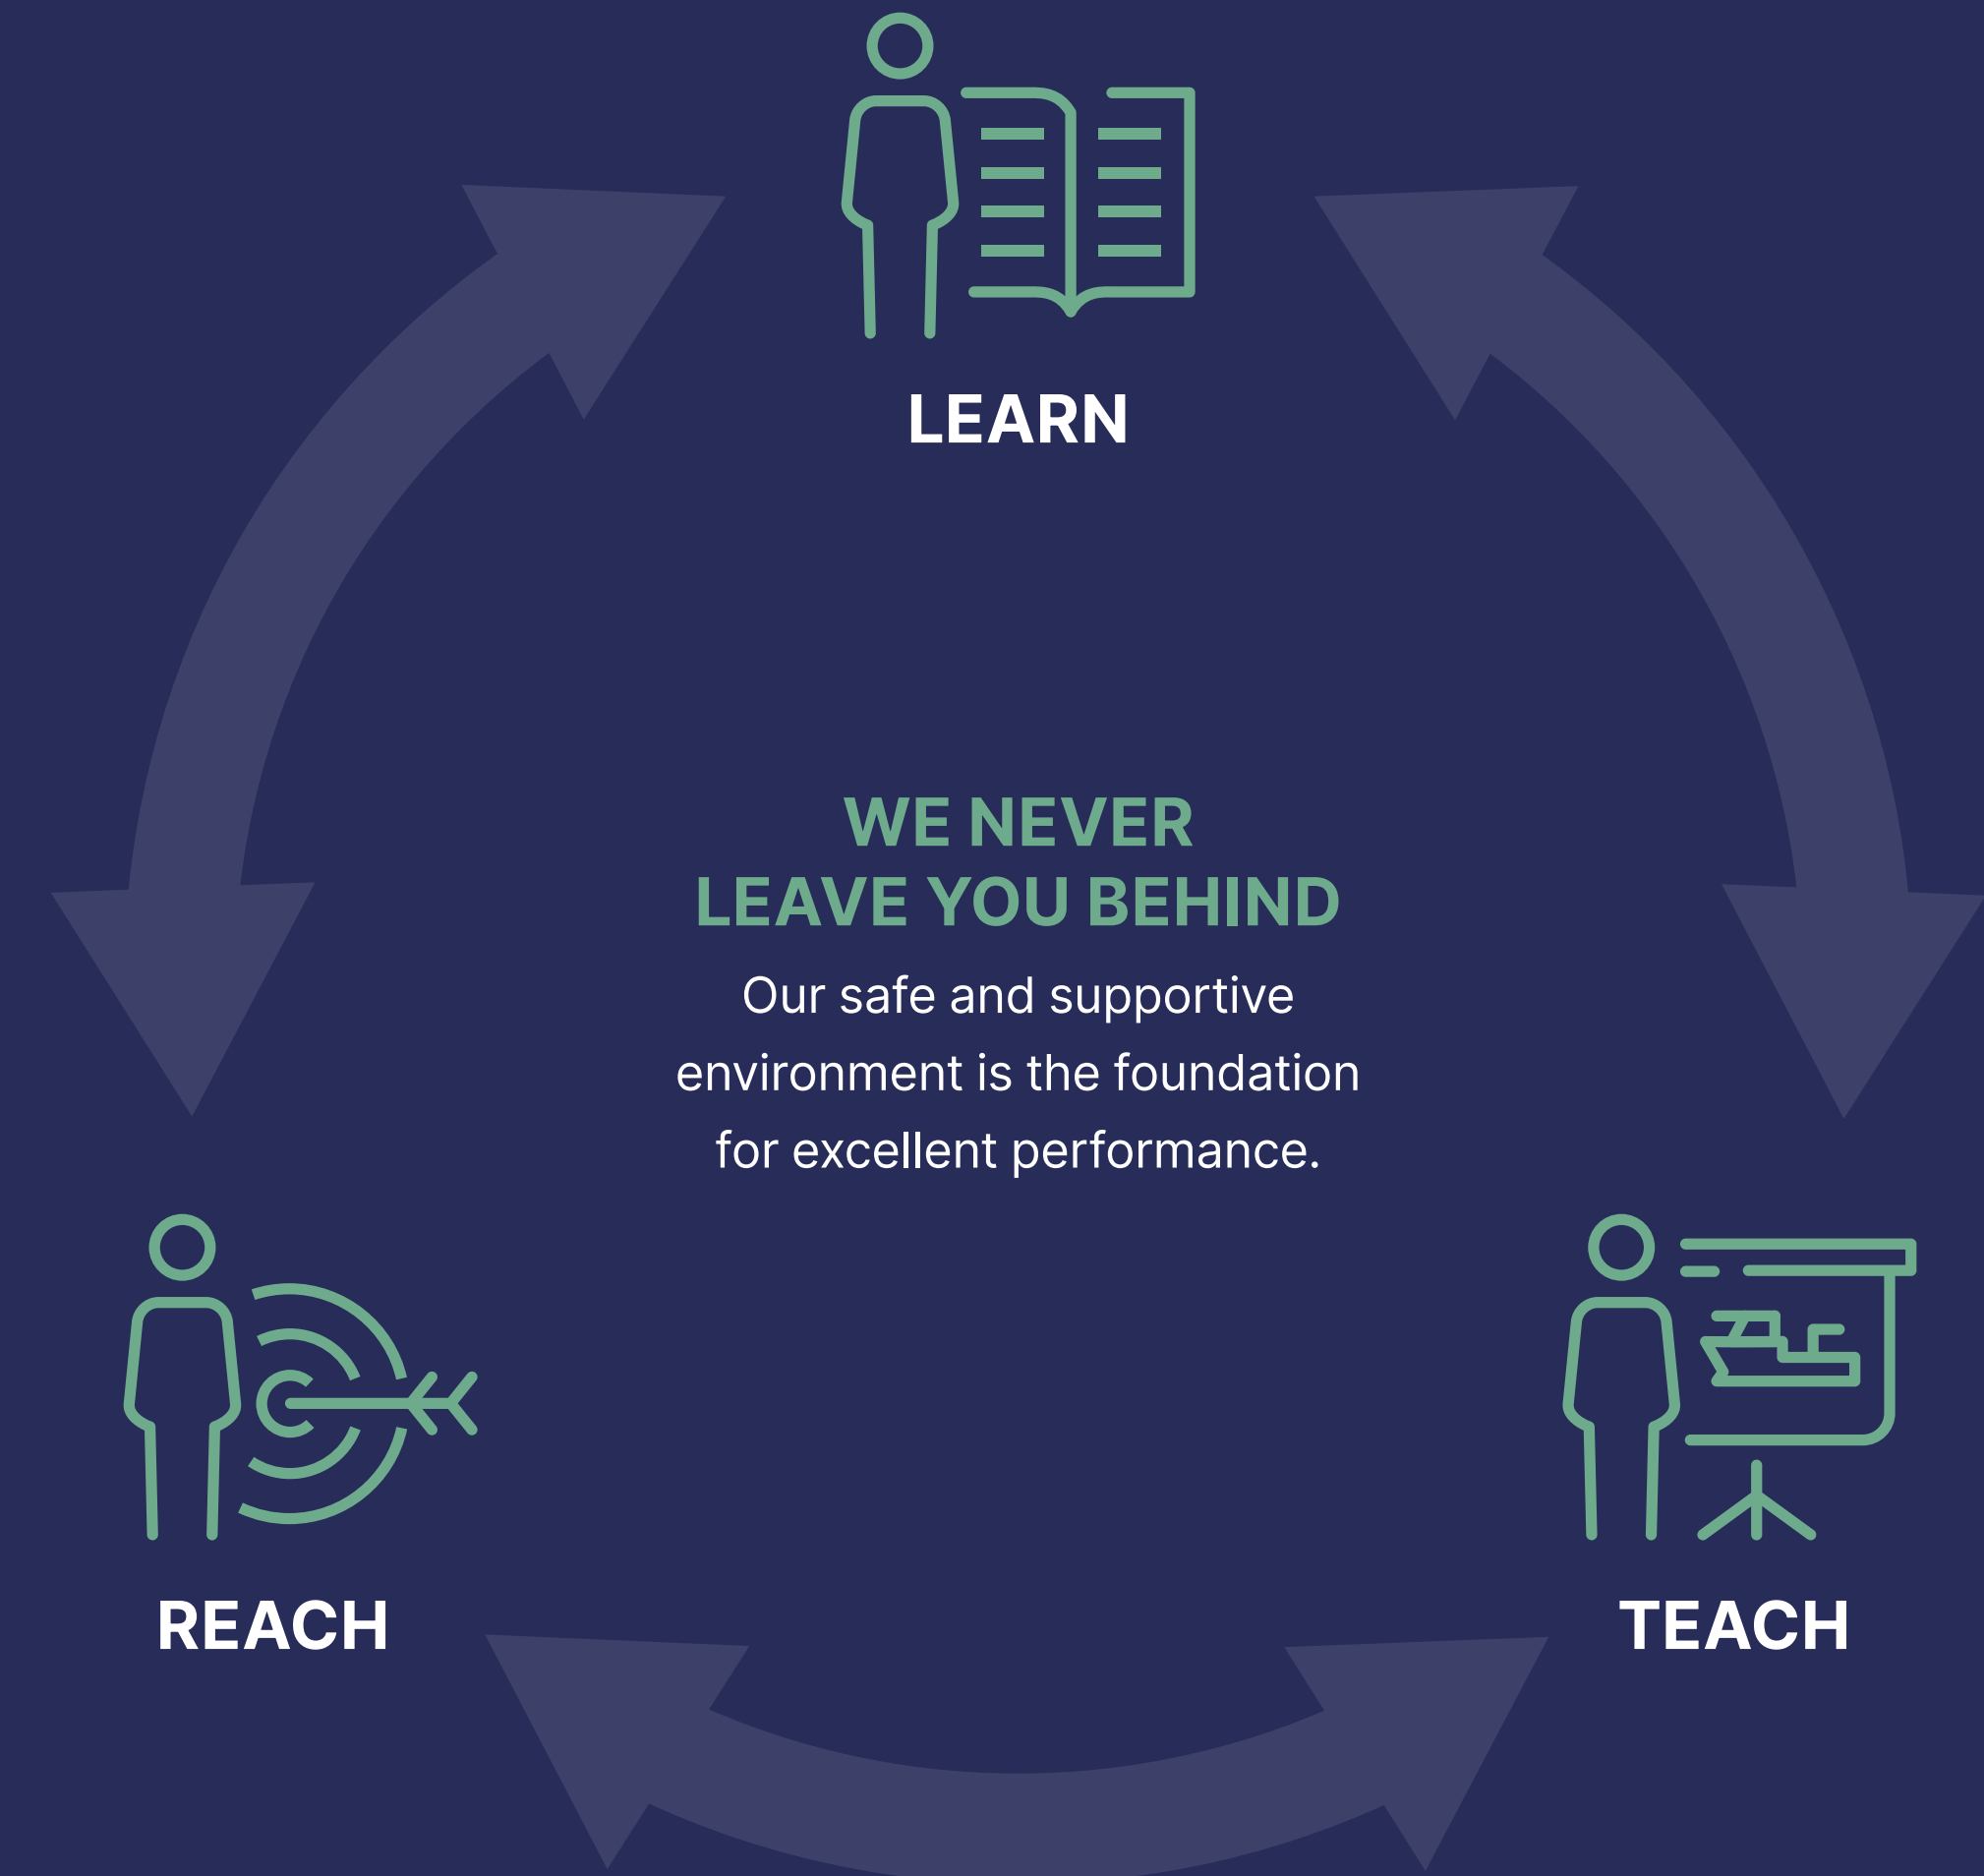 LEARN
WE NEVER
LEAVE YOU BEHIND
Our safe and supportive
environment is the foundation
for excellent performance.
REACH
TEACH